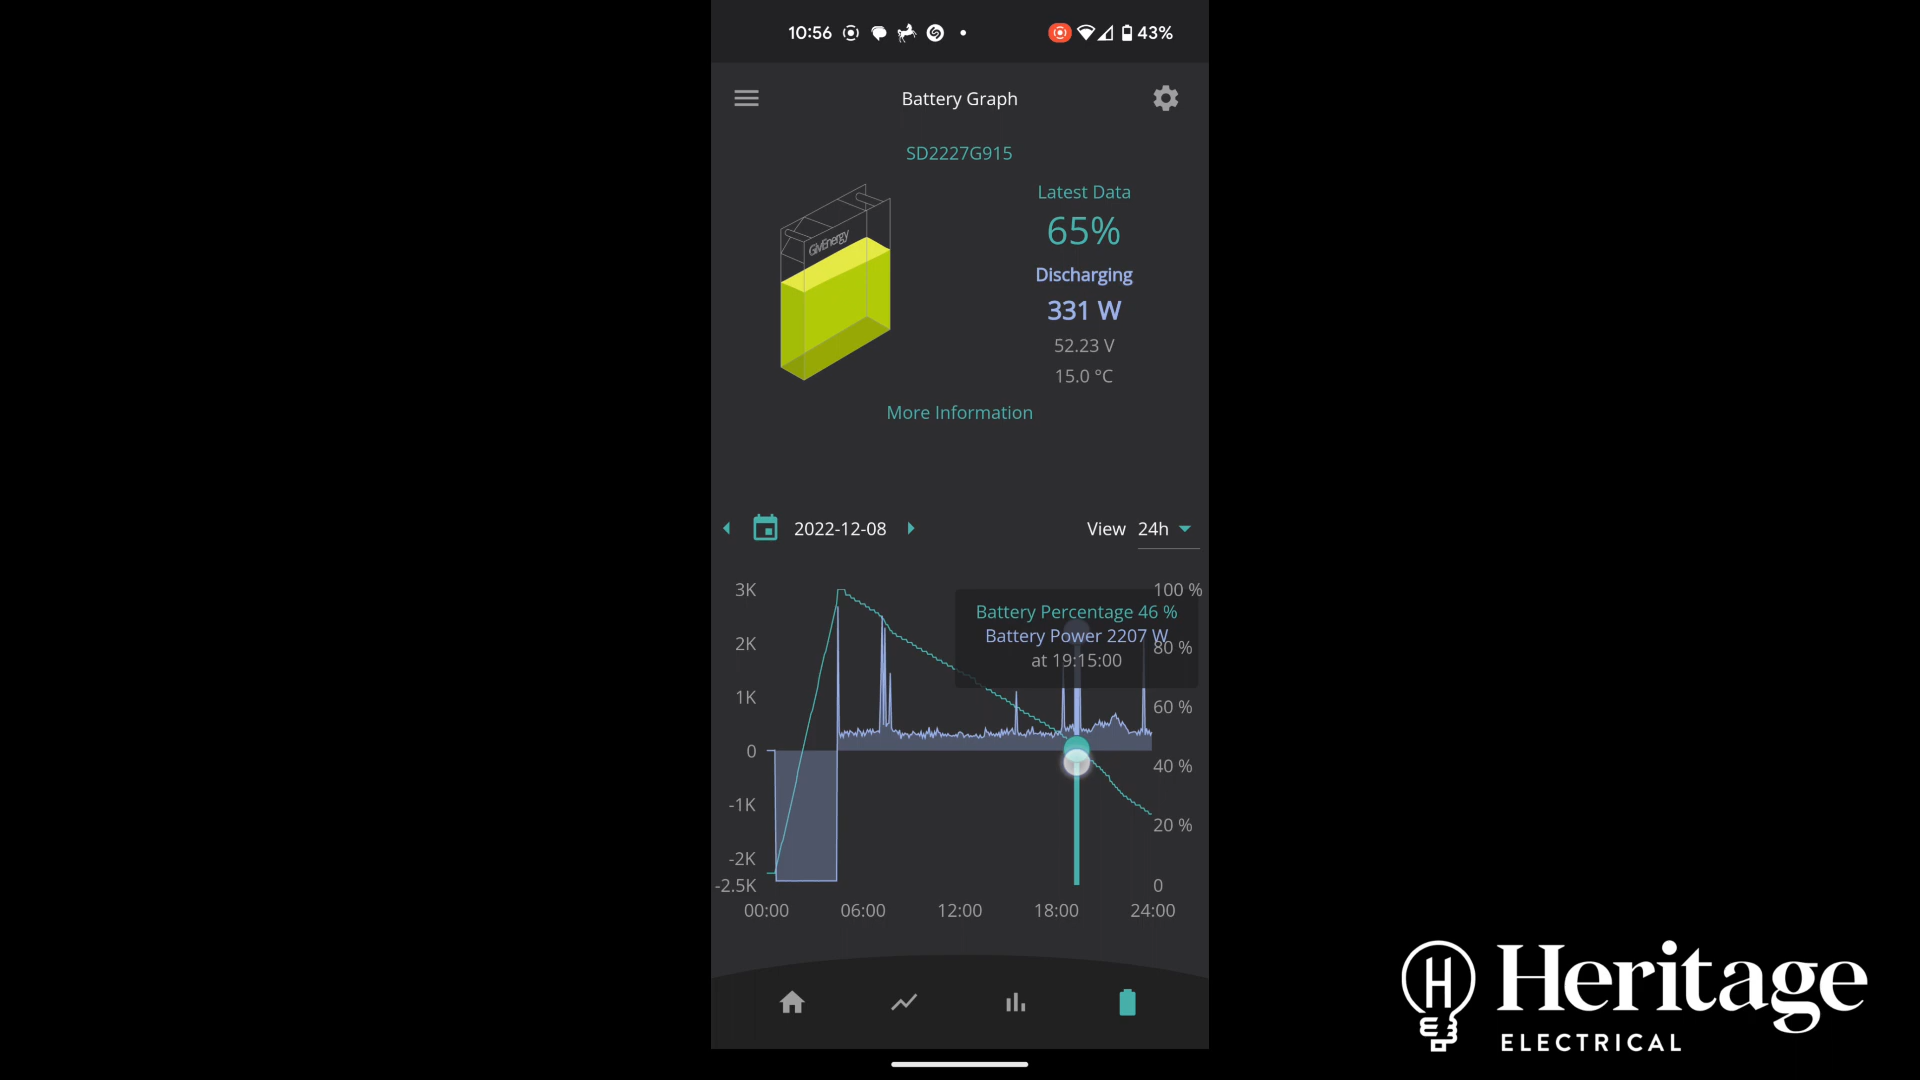 10:56
43%
Battery Graph
SD2227G915
GivEnergy
Latest Data
65%
Discharging
331 W
52.23 V
15.0 °C
More Information
2022-12-08
View 24h
3K
2K
1K
0
-1K
-2K
-2.5K
100 %
80 %
60 %
40 %
20 %
0
Battery Percentage 46 %
Battery Power 2207 W
at 19:15:00
00:00 06:00 12:00 18:00 24:00
H
Heritage
ELECTRICAL